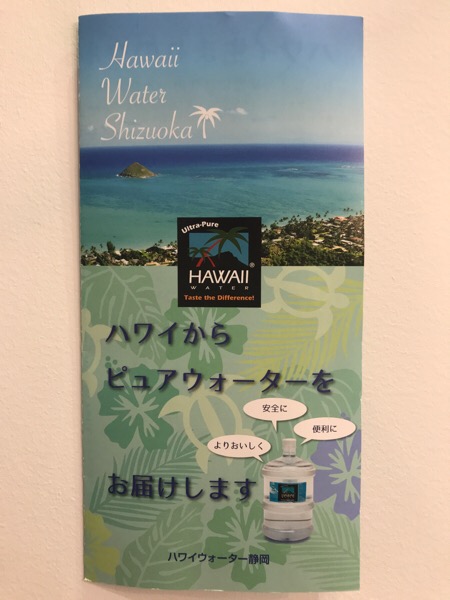 Hawaii
Water
Shizuoka
Ultra-Pure
HAWAII®
WATER
Taste the Difference!
ハワイから
ピュアウォーターを
安全に
便利に
よりおいしく
お届けします
ハワイウォーター静岡